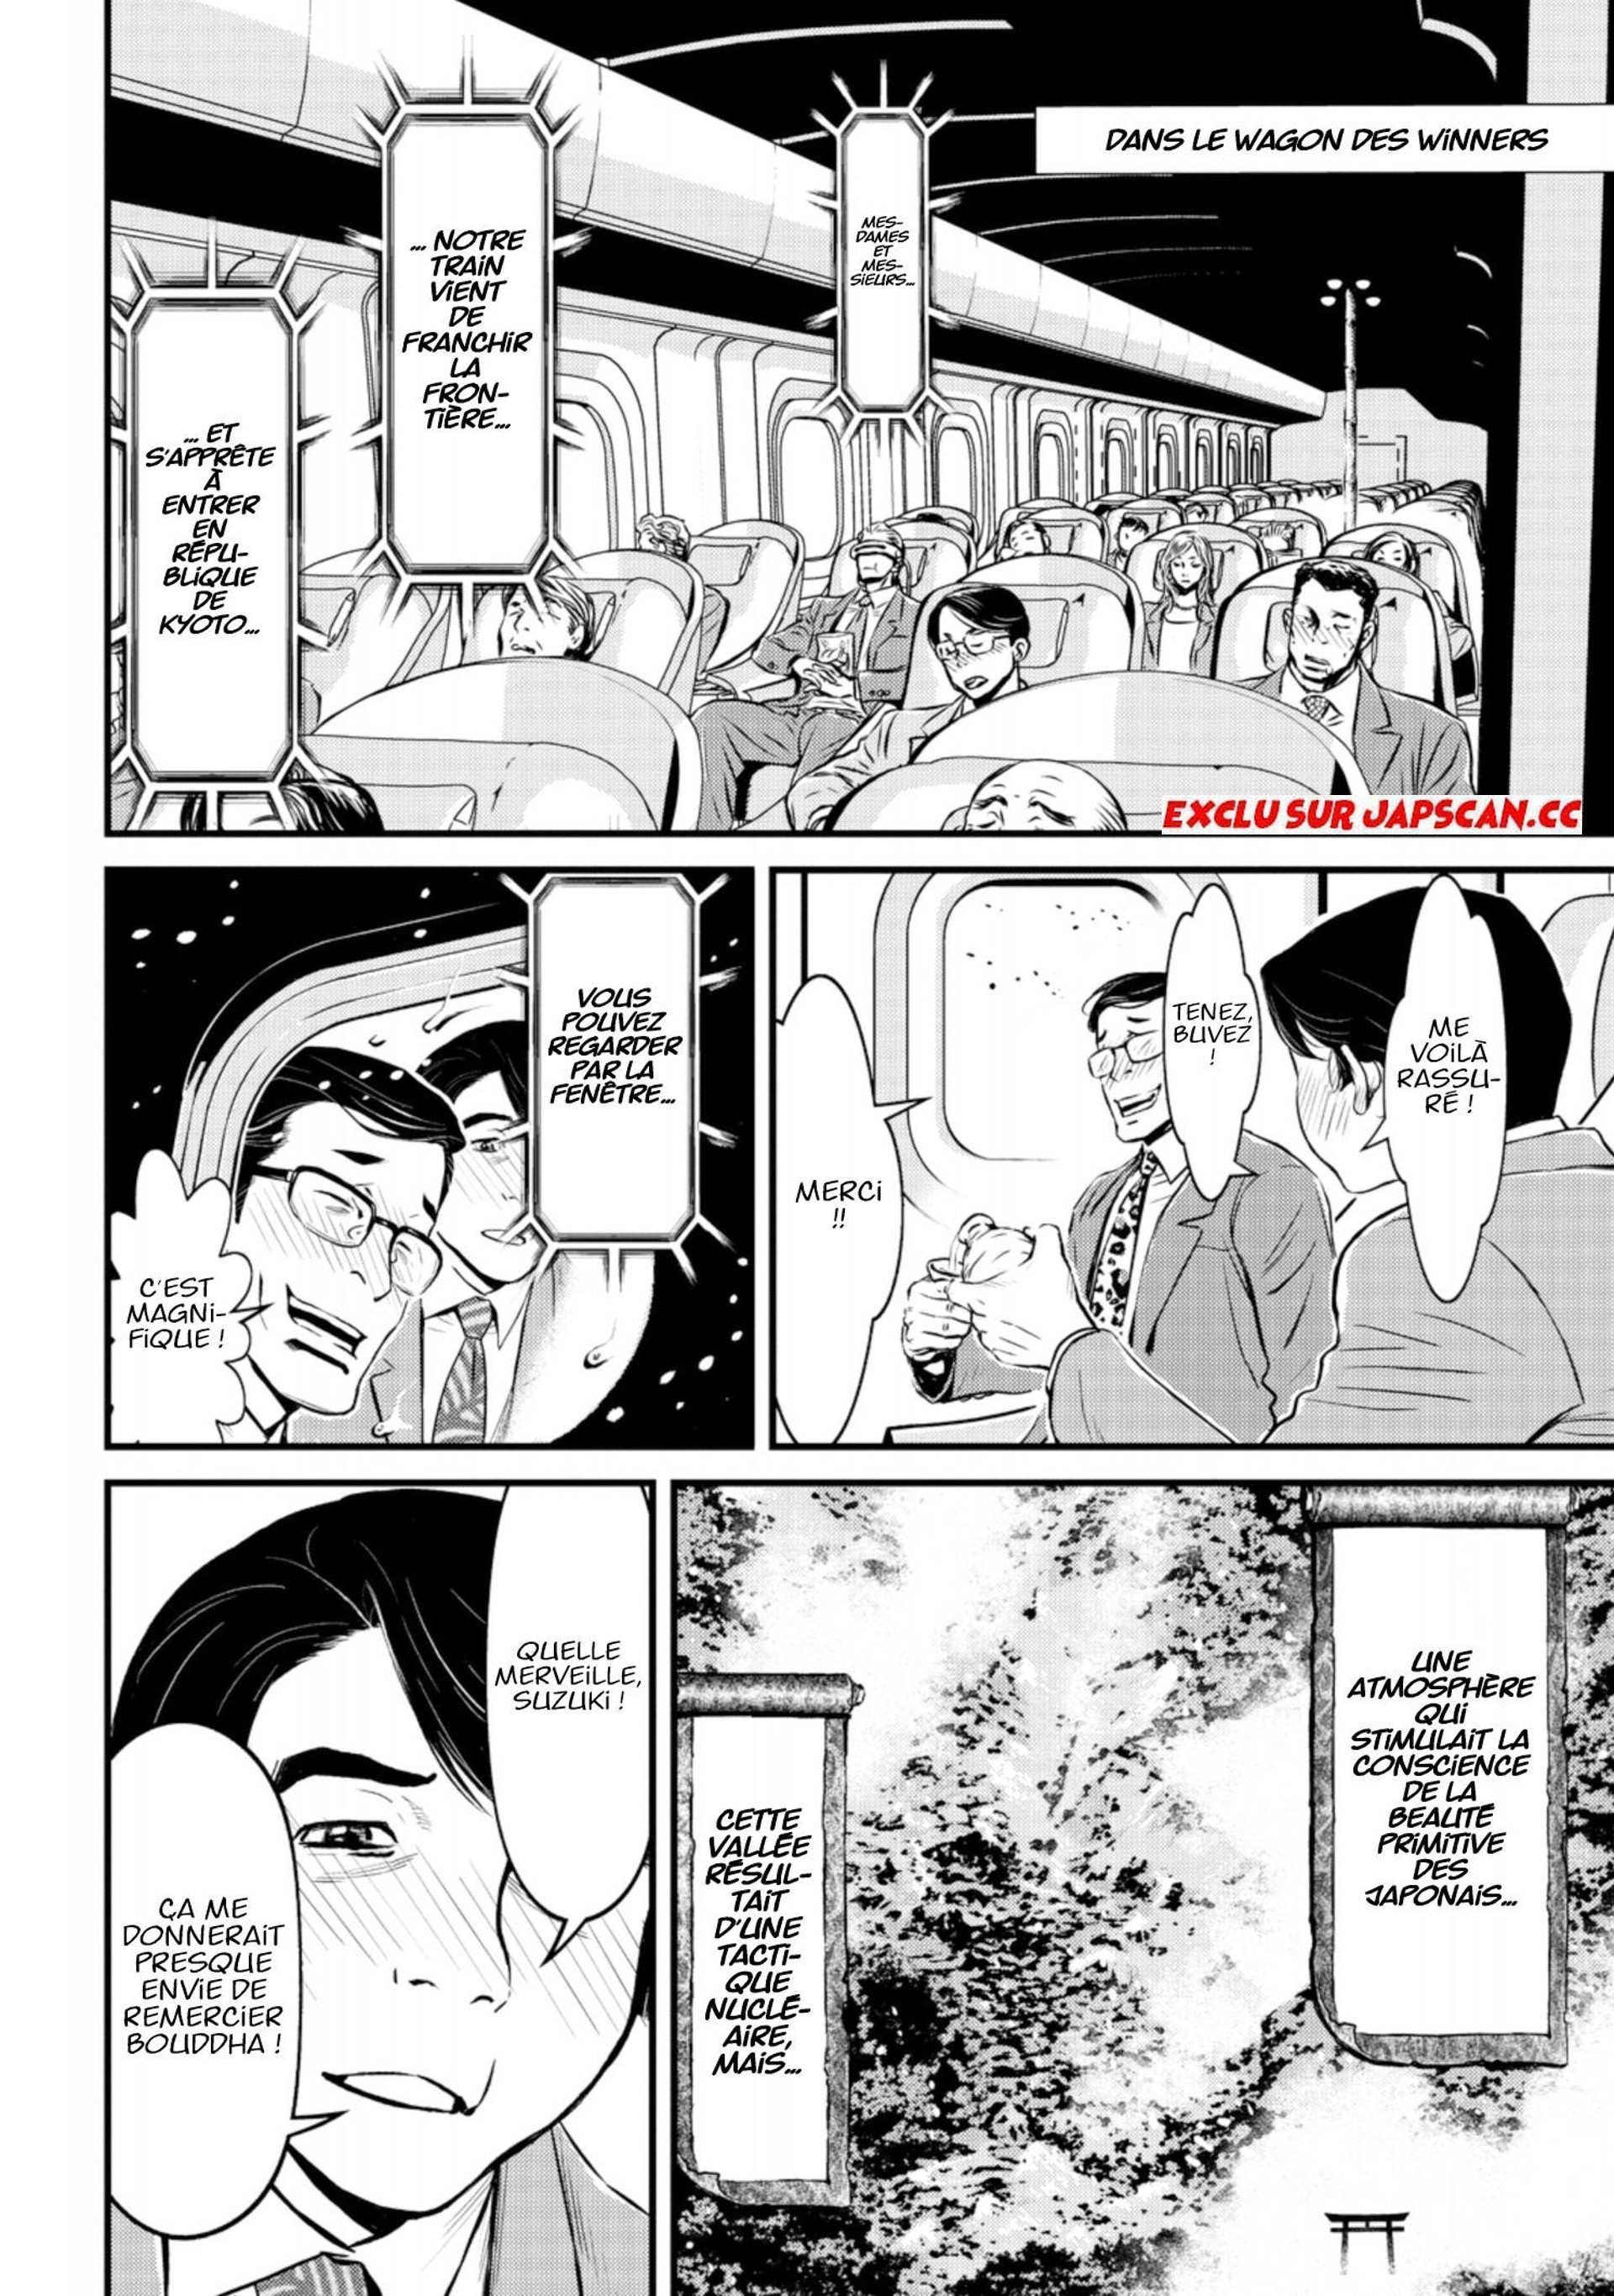 DANS LE WAGON DES WINNERS
MES-
DAMES
ET
MES-
SIEURS...
... NOTRE
TRAIN
VIENT
DE
FRANCHIR
LA
FRON-
TIÈRE...
... ET
S'APPRÊTE
À
ENTRER
EN
RÉPU-
BLIQUE
DE
KYOTO...
EXCLU SUR JAPSCAN.CC
ME
VOILÀ
RASSU-
RÉ !
TENEZ,
BUVEZ
!
MERCI
!!
VOUS
POUVEZ
REGARDER
PAR LA
FENÊTRE...
C'EST
MAGNI-
FIQUE !
UNE
ATMOSPHÈRE
QUI
STIMULAIT LA
CONSCIENCE
DE LA
BEAUTÉ
PRIMITIVE
DES
JAPONAIS...
CETTE
VALLÉE
RÉSUL-
TAIT
D'UNE
TACTI-
QUE
NUCLÉ-
AIRE,
MAIS...
QUELLE
MERVEILLE,
SUZUKI !
ÇA ME
DONNERAIT
PRESQUE
ENVIE DE
REMERCIER
BOUDDHA !